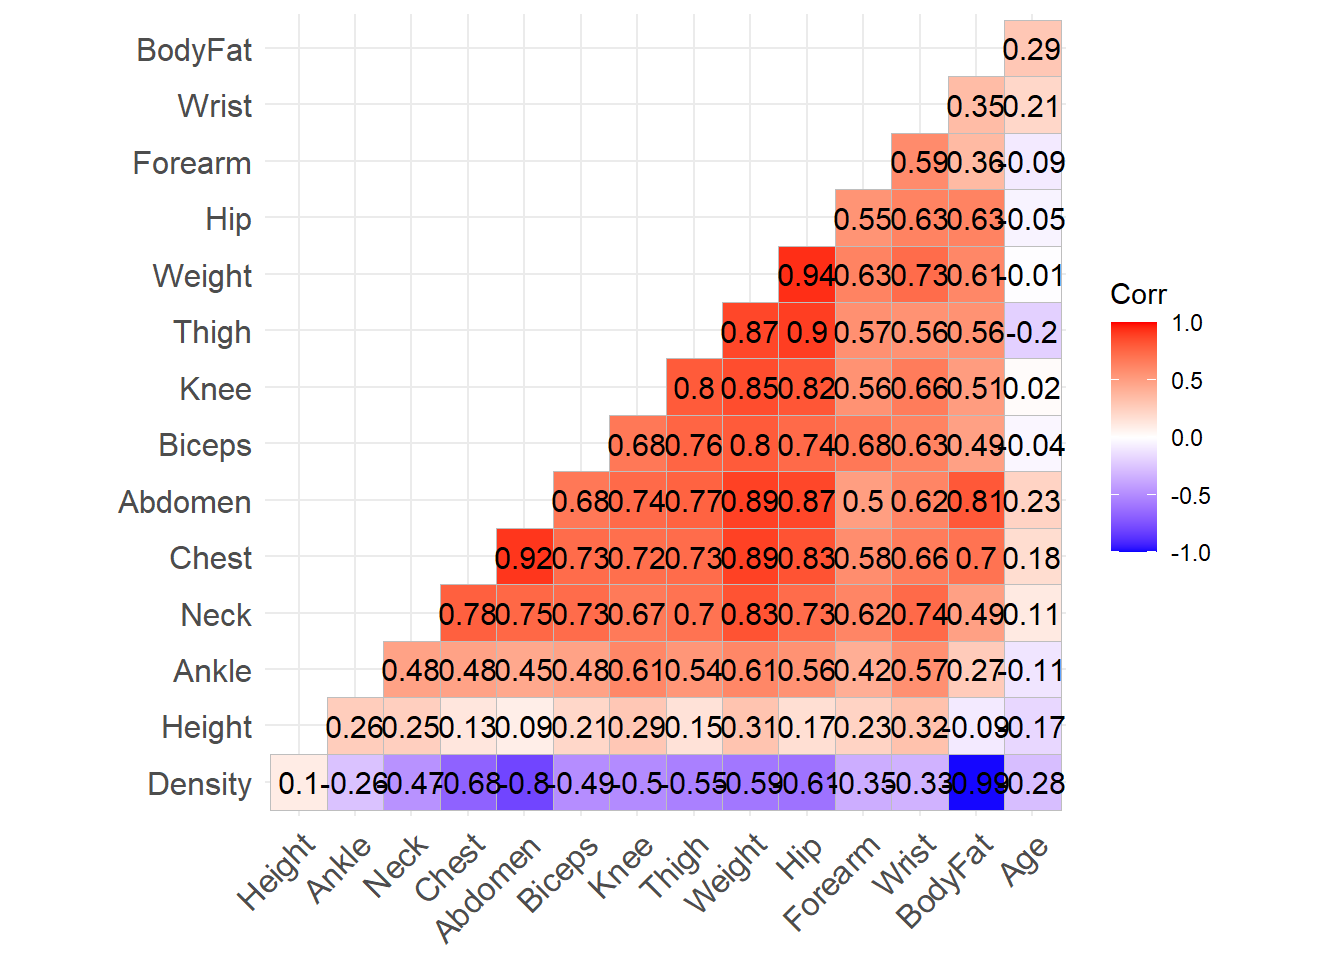 BodyFat 0.29
Wrist 0.35 0.21
Forearm 0.59 0.36 -0.09
Hip 0.55 0.63 0.63 -0.05
Weight 0.94 0.63 0.73 0.61 -0.01
Thigh 0.87 0.9 0.57 0.56 0.56 -0.2
Knee 0.8 0.85 0.82 0.56 0.66 0.51 0.02
Biceps 0.68 0.76 0.8 0.74 0.68 0.63 0.49 -0.04
Abdomen 0.68 0.74 0.77 0.89 0.87 0.5 0.62 0.81 0.23
Chest 0.92 0.73 0.72 0.73 0.89 0.83 0.58 0.66 0.7 0.18
Neck 0.78 0.75 0.73 0.67 0.7 0.83 0.73 0.62 0.74 0.49 0.11
Ankle 0.48 0.48 0.45 0.48 0.61 0.54 0.61 0.56 0.42 0.57 0.27 -0.11
Height 0.26 0.25 0.13 0.09 0.21 0.29 0.15 0.31 0.17 0.23 0.32 -0.09 -0.17
Density 0.1 -0.26 -0.47 -0.68 -0.8 -0.49 -0.5 -0.55 -0.59 -0.61 -0.35 -0.33 -0.99 -0.28
Height Ankle Neck Chest Abdomen Biceps Knee Thigh Weight Hip Forearm Wrist BodyFat Age
Corr
1.0
0.5
0.0
-0.5
-1.0